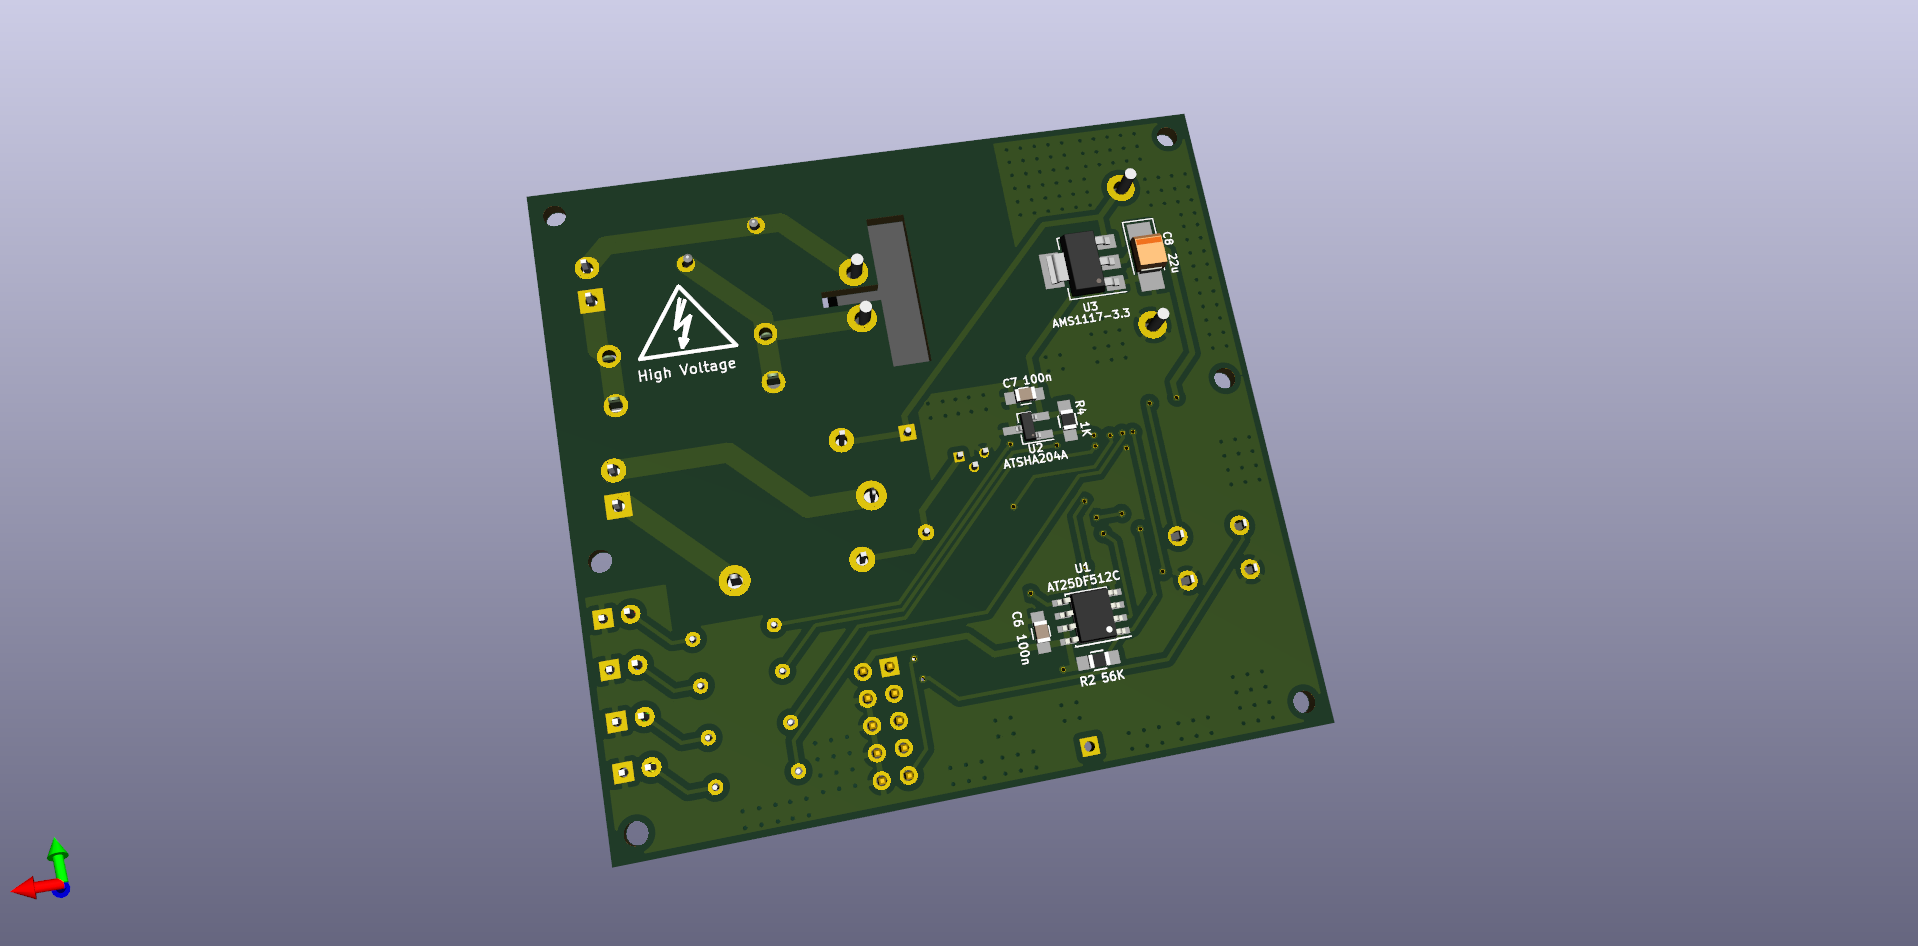 C8 22u
U3
AMS1117-3.3
High Voltage
C7 100n
R4 1K
U2
ATSHA204A
U1
AT25DF512C
C6 100n
R2 56K